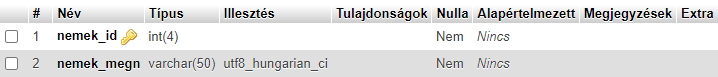 # Név Típus Illesztés Tulajdonságok Nulla Alapértelmezett Megjegyzések Extra
1 nemek_id int(4) Nem Nincs
2 nemek_megn varchar(50) utf8_hungarian_ci Nem Nincs